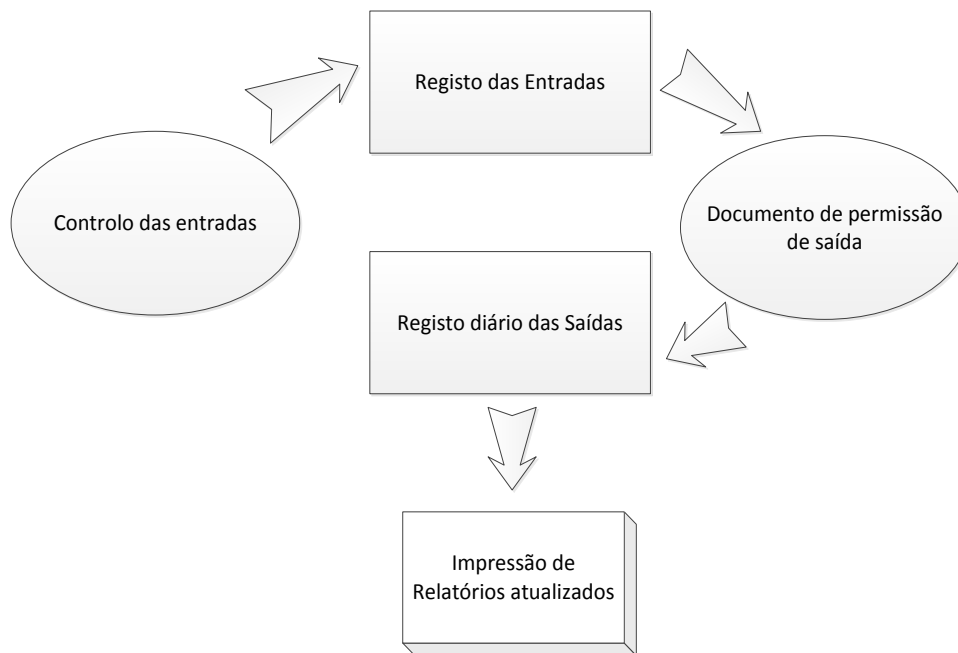 Registo das Entradas
Controlo das entradas
Documento de permissão
de saída
Registo diário das Saídas
Impressão de
Relatórios atualizados